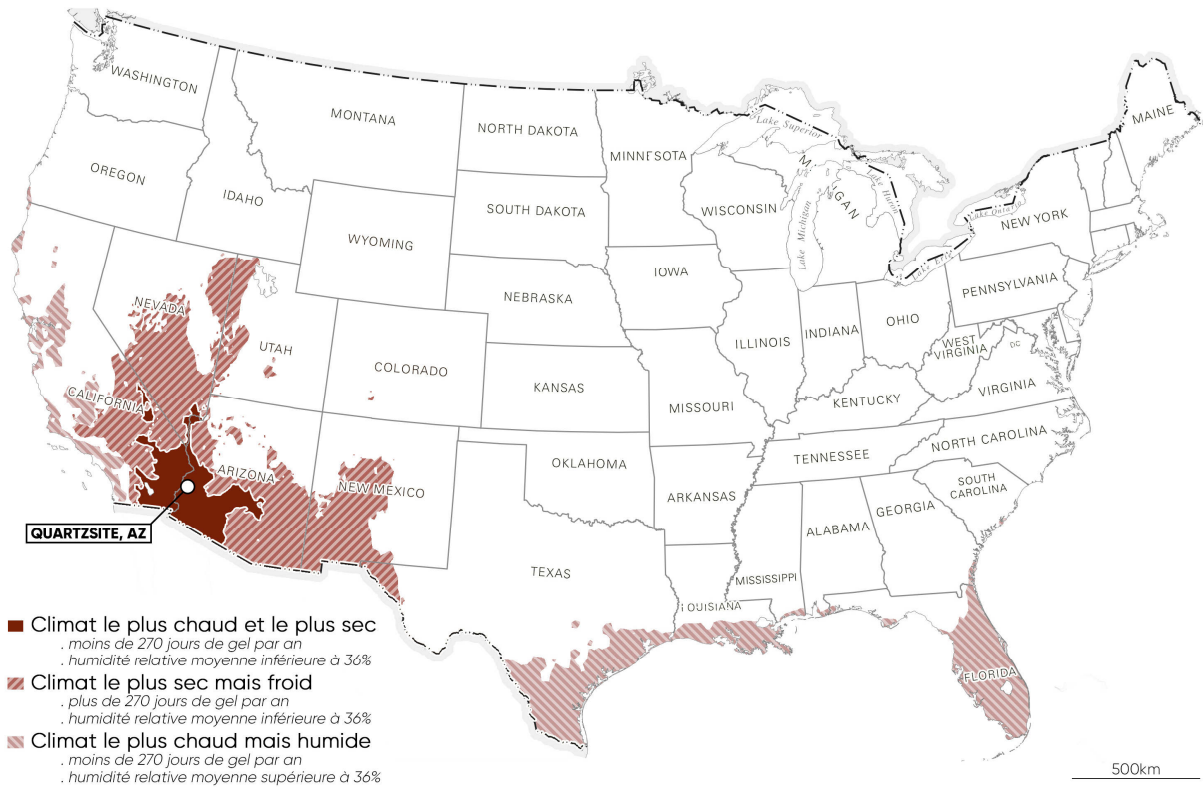 WASHINGTON
MONTANA
NORTH DAKOTA
MINNESOTA
Lake Superior
MAINE
OREGON
IDAHO
SOUTH DAKOTA
WISCONSIN
Lake Michigan
MICHIGAN
Lake Huron
Lake Ontario
NEW YORK
WYOMING
Lake Erie
IOWA
PENNSYLVANIA
NEVADA
NEBRASKA
ILLINOIS
INDIANA
OHIO
WEST
VIRGINIA
DC
UTAH
COLORADO
KANSAS
MISSOURI
KENTUCKY
VIRGINIA
CALIFORNIA
ARIZONA
NEW MEXICO
OKLAHOMA
TENNESSEE
NORTH CAROLINA
ARKANSAS
SOUTH
CAROLINA
GEORGIA
ALABAMA
QUARTZSITE, AZ
TEXAS
MISSISSIPPI
LOUISIANA
FLORIDA
Climat le plus chaud et le plus sec
. moins de 270 jours de gel par an
. humidité relative moyenne inférieure à 36%
Climat le plus sec mais froid
. plus de 270 jours de gel par an
. humidité relative moyenne inférieure à 36%
Climat le plus chaud mais humide
. moins de 270 jours de gel par an
. humidité relative moyenne supérieure à 36%
500km